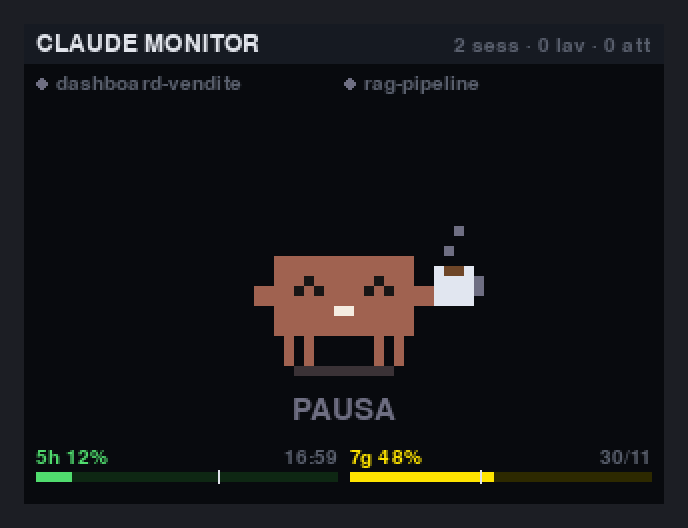 CLAUDE MONITOR 2 sess · 0 lav · 0 att
dashboard-vendite rag-pipeline
PAUSA
5h 12% 16:59 7g 48% 30/11